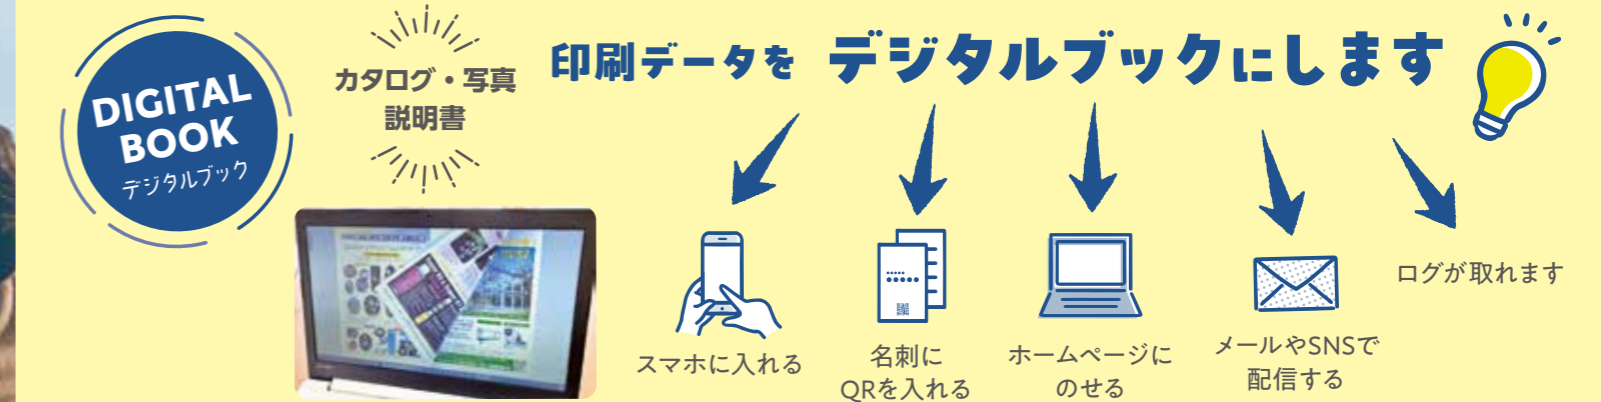 DIGITAL
BOOK
デジタルブック
カタログ・写真
説明書
印刷データを デジタルブックにします
スマホに入れる
名刺に
QRを入れる
ホームページに
のせる
メールやSNSで
配信する
ログが取れます